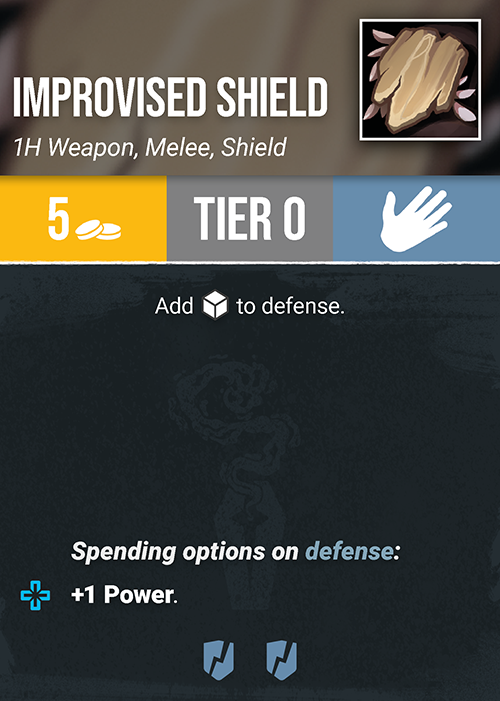 IMPROVISED SHIELD
1H Weapon, Melee, Shield
5
TIER 0
Add to defense.
Spending options on defense:
+1 Power.